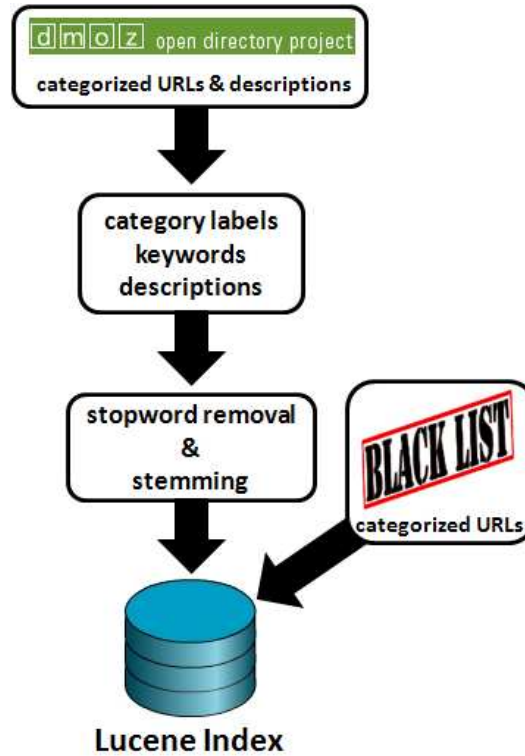 dmoz open directory project
categorized URLs & descriptions
category labels
keywords
descriptions
stopword removal
&
stemming
BLACK LIST
categorized URLs
Lucene Index